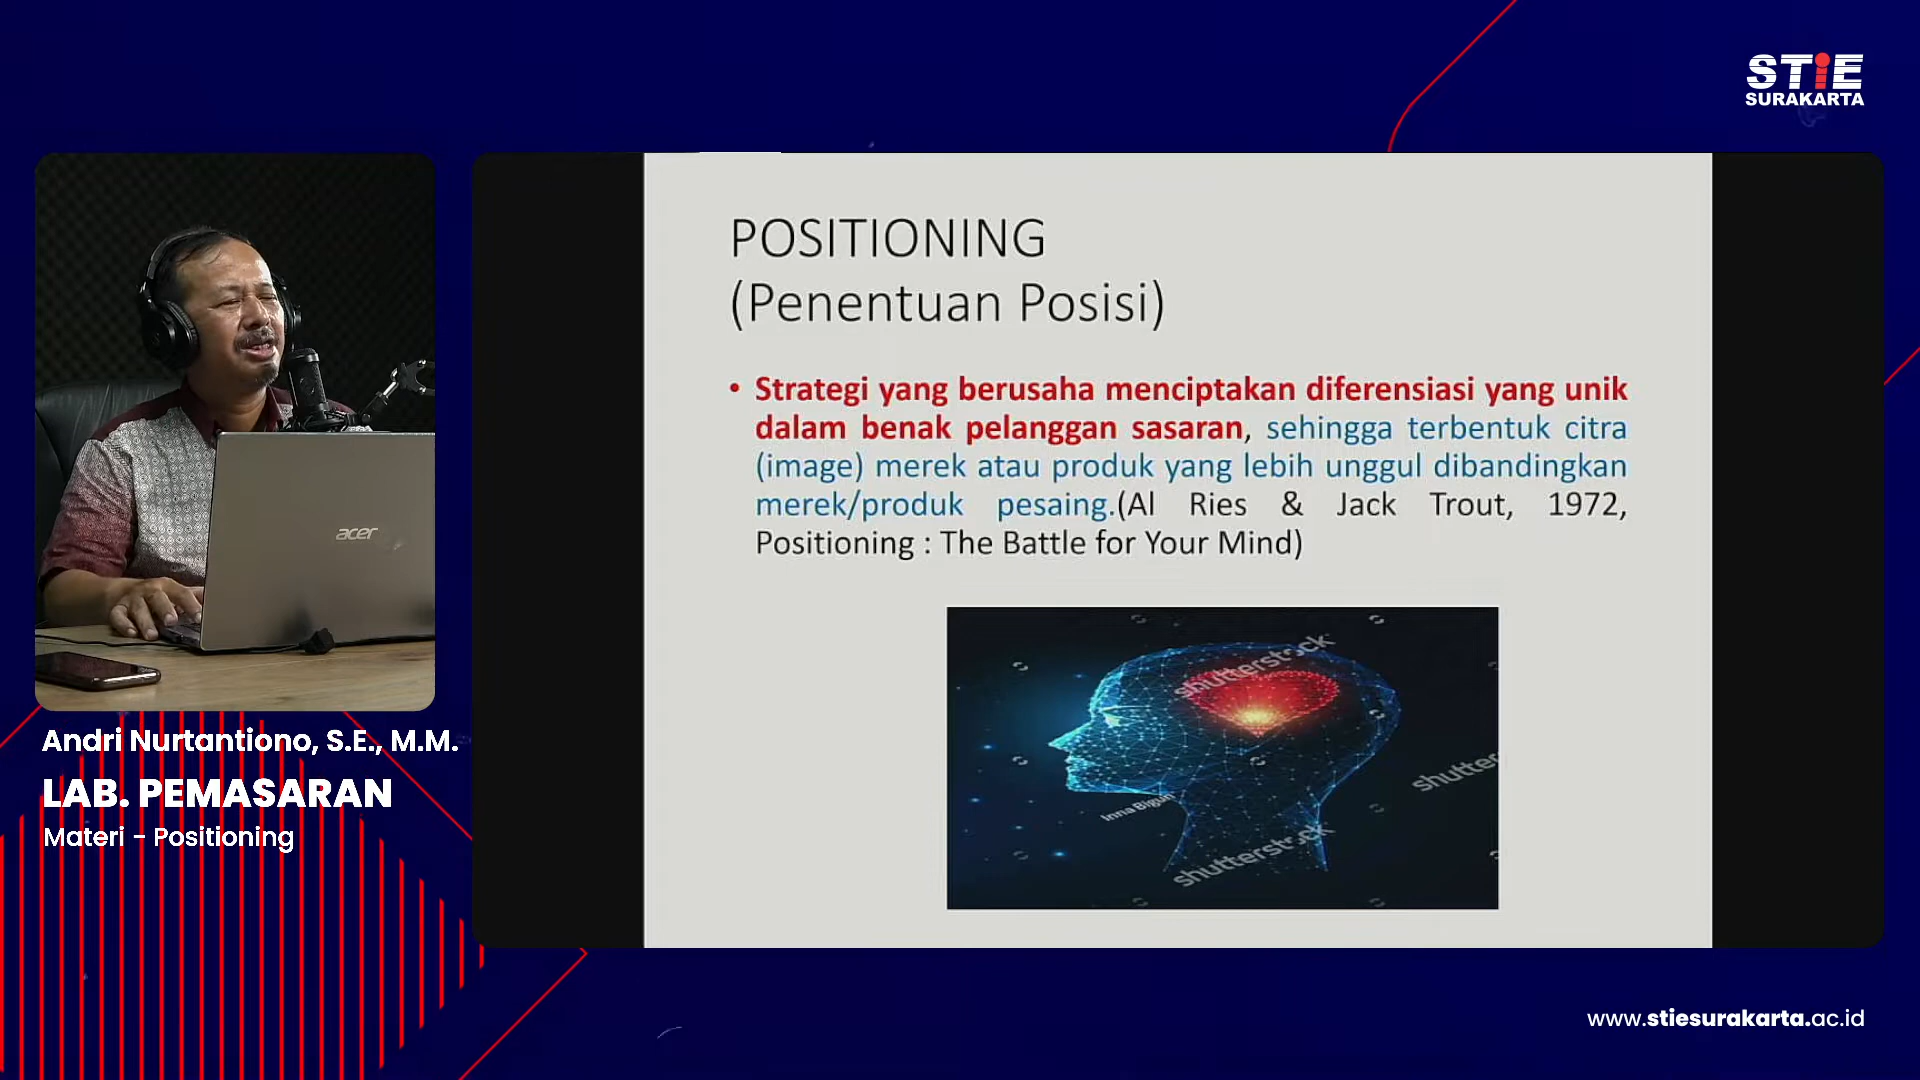 STiE
SURAKARTA
POSITIONING
(Penentuan Posisi)
• Strategi yang berusaha menciptakan diferensiasi yang unik
dalam benak pelanggan sasaran, sehingga terbentuk citra
(image) merek atau produk yang lebih unggul dibandingkan
merek/produk pesaing.(Al Ries & Jack Trout, 1972,
Positioning : The Battle for Your Mind)
shutterstock
shutter
Inna Bigun
shutterstock
acer
Andri Nurtantiono, S.E., M.M.
LAB. PEMASARAN
Materi - Positioning
www.stiesurakarta.ac.id